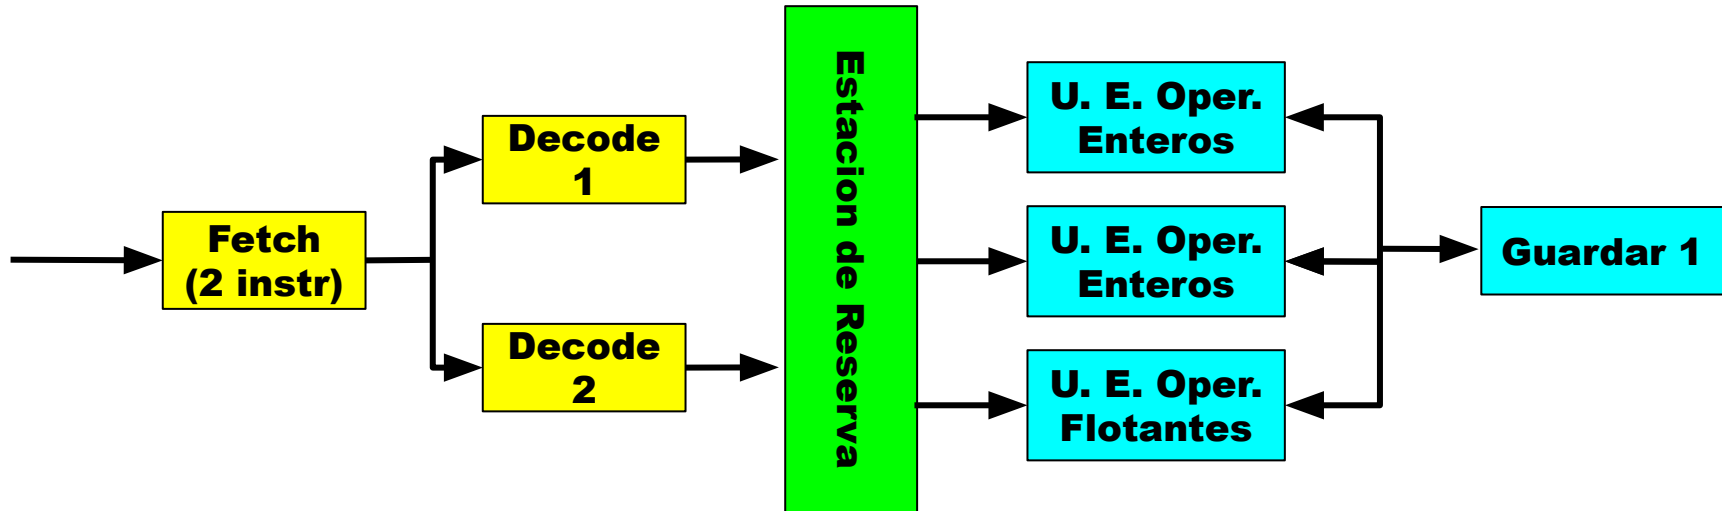 Fetch
(2 instr)
Decode
1
Decode
2
Estacion de Reserva
U. E. Oper.
Enteros
U. E. Oper.
Enteros
U. E. Oper.
Flotantes
Guardar 1